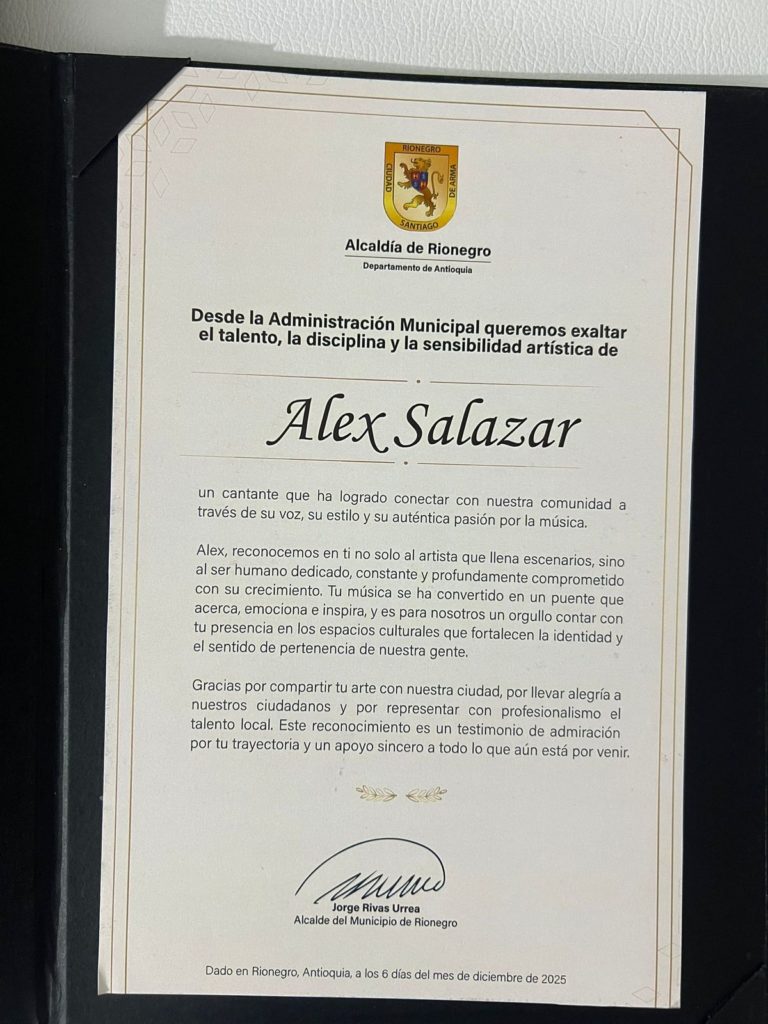 RIONEGRO
CIUDAD
DE ARMA
SANTIAGO
Alcaldía de Rionegro
Departamento de Antioquia
Desde la Administración Municipal queremos exaltar
el talento, la disciplina y la sensibilidad artística de
Alex Salazar
un cantante que ha logrado conectar con nuestra comunidad a
través de su voz, su estilo y su auténtica pasión por la música.
Alex, reconocemos en ti no solo al artista que llena escenarios, sino
al ser humano dedicado, constante y profundamente comprometido
con su crecimiento. Tu música se ha convertido en un puente que
acerca, emociona e inspira, y es para nosotros un orgullo contar con
tu presencia en los espacios culturales que fortalecen la identidad y
el sentido de pertenencia de nuestra gente.
Gracias por compartir tu arte con nuestra ciudad, por llevar alegría a
nuestros ciudadanos y por representar con profesionalismo el
talento local. Este reconocimiento es un testimonio de admiración
por tu trayectoria y un apoyo sincero a todo lo que aún está por venir.
Jorge Rivas Urrea
Alcalde del Municipio de Rionegro
Dado en Rionegro, Antioquia, a los 6 días del mes de diciembre de 2025